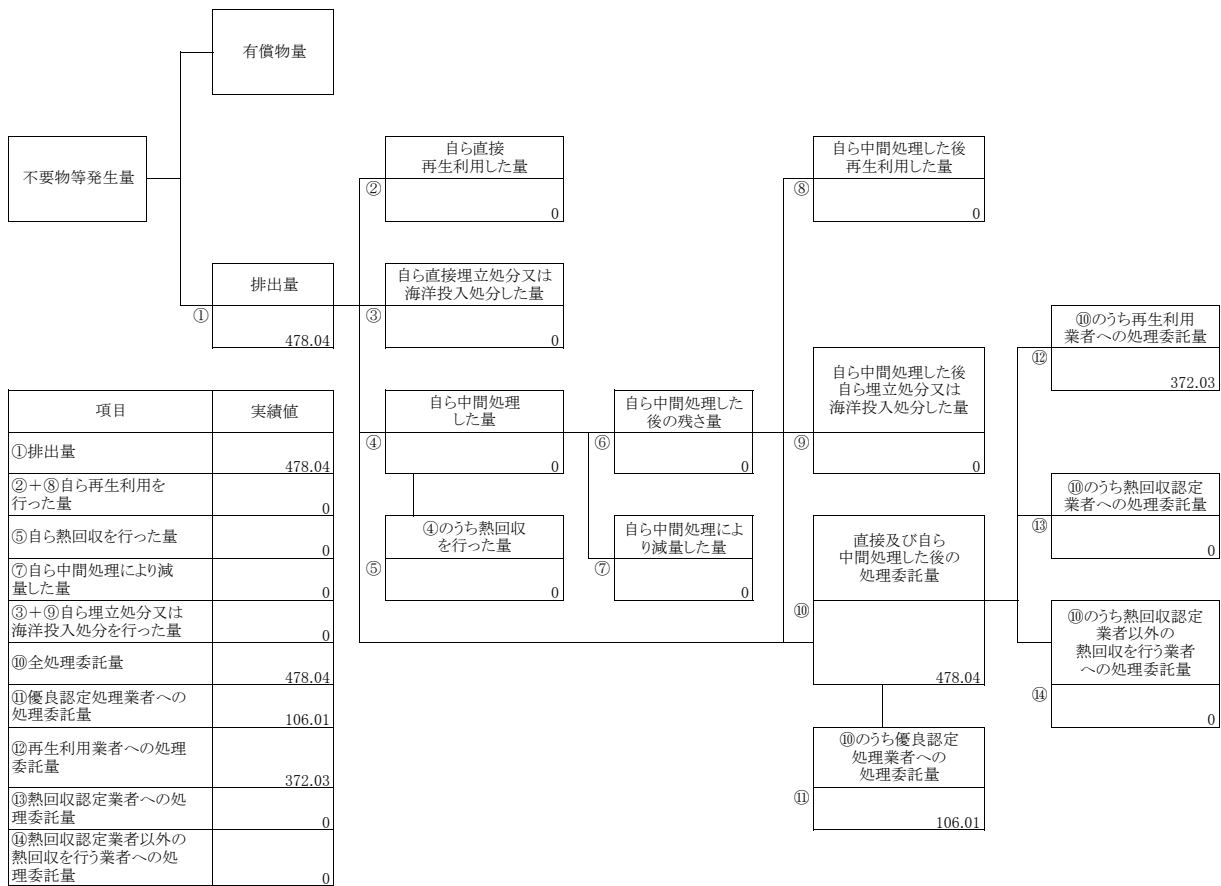 有償物量
不要物等発生量
排出量
①
478.04
自ら直接
再生利用した量
②
0
自ら直接埋立処分又は
海洋投入処分した量
③
0
自ら中間処理
した量
④
0
④のうち熱回収
を行った量
⑤
0
自ら中間処理した
後の残さ量
⑥
0
自ら中間処理によ
り減量した量
⑦
0
自ら中間処理した後
再生利用した量
⑧
0
自ら中間処理した後
自ら埋立処分又は
海洋投入処分した量
⑨
0
直接及び自ら
中間処理した後の
処理委託量
⑩
478.04
⑩のうち優良認定
処理業者への
処理委託量
⑪
106.01
⑩のうち再生利用
業者への処理委託量
⑫
372.03
⑩のうち熱回収認定
業者への処理委託量
⑬
0
⑩のうち熱回収認定
業者以外の
熱回収を行う業者
への処理委託量
⑭
0
項目 実績値
①排出量
478.04
②+⑧自ら再生利用を
行った量
0
⑤自ら熱回収を行った量
0
⑦自ら中間処理により減
量した量
0
③+⑨自ら埋立処分又は
海洋投入処分を行った量
0
⑩全処理委託量
478.04
⑪優良認定処理業者への
処理委託量
106.01
⑫再生利用業者への処理
委託量
372.03
⑬熱回収認定業者への処
理委託量
0
⑭熱回収認定業者以外の
熱回収を行う業者への処
理委託量
0